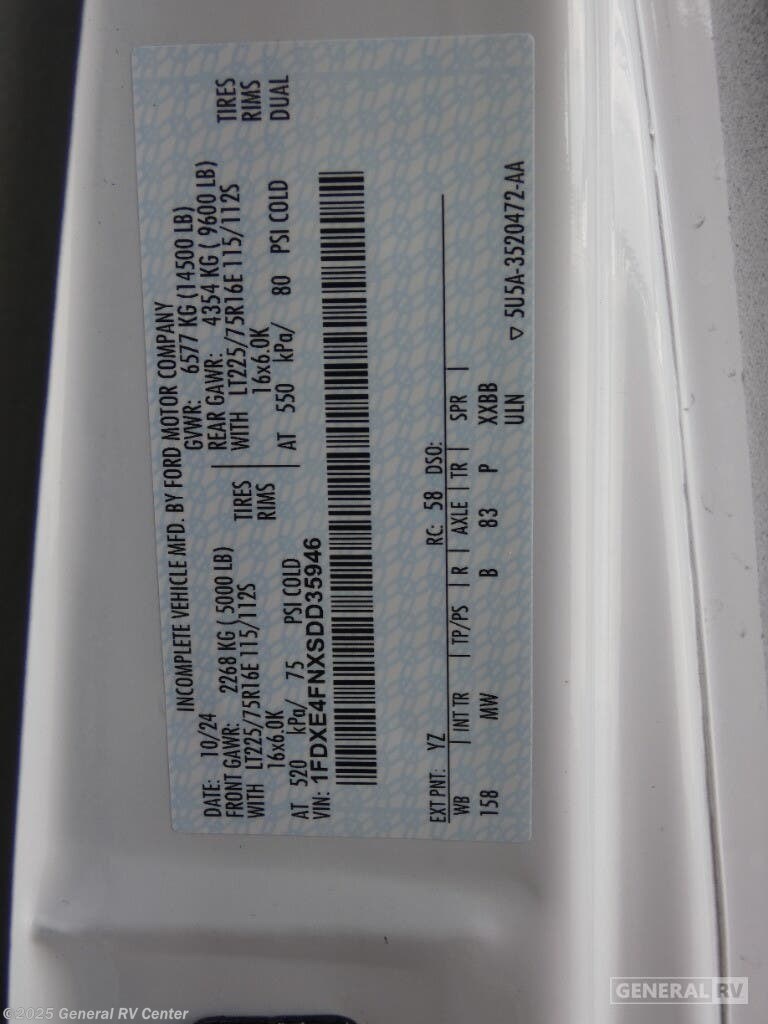 INCOMPLETE VEHICLE MFD. BY FORD MOTOR COMPANY
DATE: 10/24 GVWR: 6577 KG (14500 LB)
FRONT GAWR: 2268 KG ( 5000 LB) REAR GAWR: 4354 KG ( 9600 LB)
WITH LT225/75R16E 115/112S TIRES WITH LT225/75R16E 115/112S TIRES
16x6.0K RIMS 16x6.0K RIMS
AT 520 kPa/ 75 PSI COLD AT 550 kPa/ 80 PSI COLD DUAL
VIN: 1FDXE4FNXSDD35946
EXT PNT: YZ RC: 58 DSO:
WB INT TR TP/PS R AXLE TR SPR
158 MW B 83 P XXBB
ULN
▽ 5U5A-3520472-AA
©2025 General RV Center
GENERAL RV